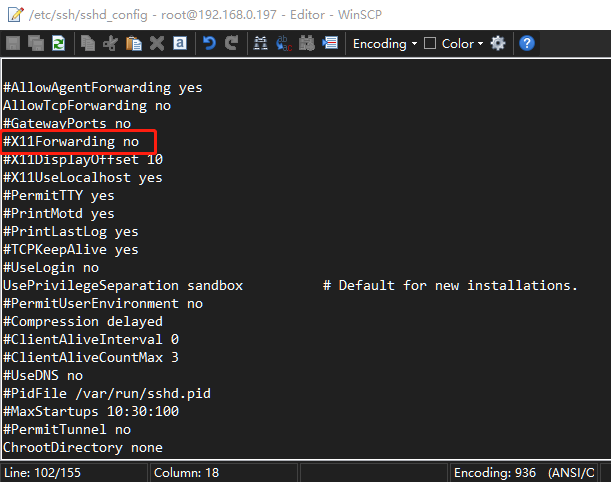 /etc/ssh/sshd_config - root@192.168.0.197 - Editor - WinSCP
Encoding Color
#AllowAgentForwarding yes
AllowTcpForwarding no
#GatewayPorts no
#X11Forwarding no
#X11DisplayOffset 10
#X11UseLocalhost yes
#PermitTTY yes
#PrintMotd yes
#PrintLastLog yes
#TCPKeepAlive yes
#UseLogin no
UsePrivilegeSeparation sandbox # Default for new installations.
#PermitUserEnvironment no
#Compression delayed
#ClientAliveInterval 0
#ClientAliveCountMax 3
#UseDNS no
#PidFile /var/run/sshd.pid
#MaxStartups 10:30:100
#PermitTunnel no
ChrootDirectory none
Line: 102/155 Column: 18 Encoding: 936 (ANSI/C